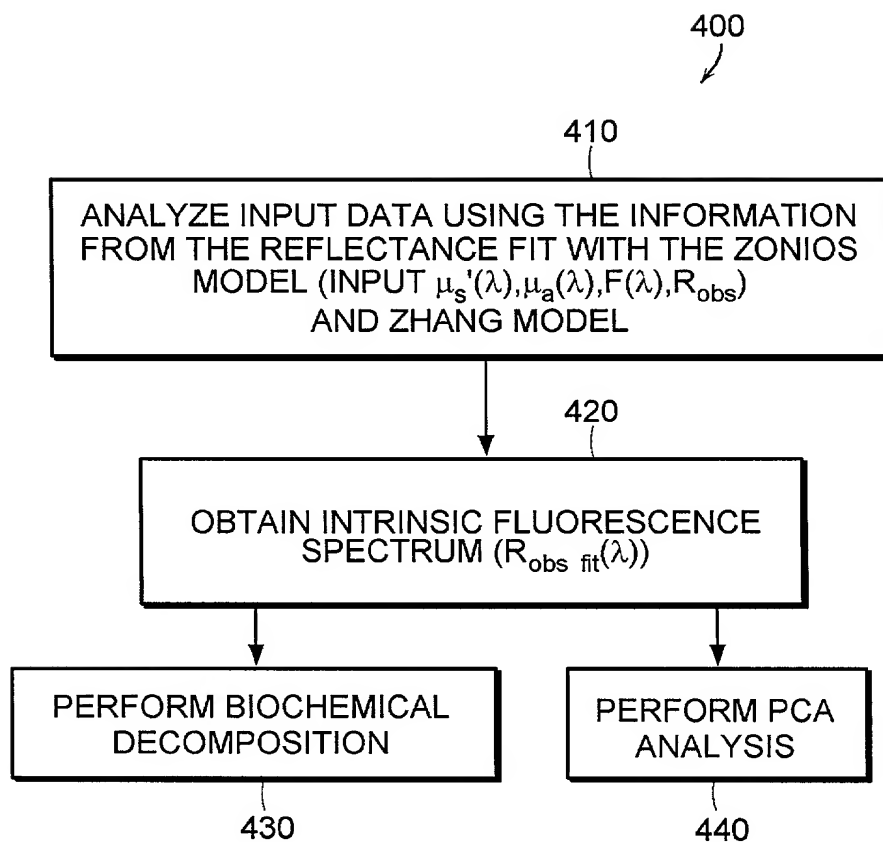 400
410
ANALYZE INPUT DATA USING THE INFORMATION
FROM THE REFLECTANCE FIT WITH THE ZONIOS
MODEL (INPUT μs'(λ),μa(λ),F(λ),Robs)
AND ZHANG MODEL
420
OBTAIN INTRINSIC FLUORESCENCE
SPECTRUM (Robs fit(λ))
PERFORM BIOCHEMICAL
DECOMPOSITION
430
PERFORM PCA
ANALYSIS
440